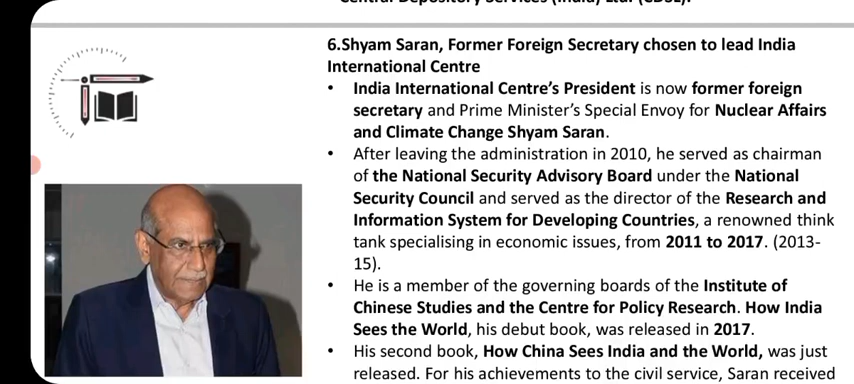 6.Shyam Saran, Former Foreign Secretary chosen to lead India
International Centre
• India International Centre's President is now former foreign
secretary and Prime Minister's Special Envoy for Nuclear Affairs
and Climate Change Shyam Saran.
• After leaving the administration in 2010, he served as chairman
of the National Security Advisory Board under the National
Security Council and served as the director of the Research and
Information System for Developing Countries, a renowned think
tank specialising in economic issues, from 2011 to 2017. (2013-
15).
• He is a member of the governing boards of the Institute of
Chinese Studies and the Centre for Policy Research. How India
Sees the World, his debut book, was released in 2017.
• His second book, How China Sees India and the World, was just
released. For his achievements to the civil service, Saran received